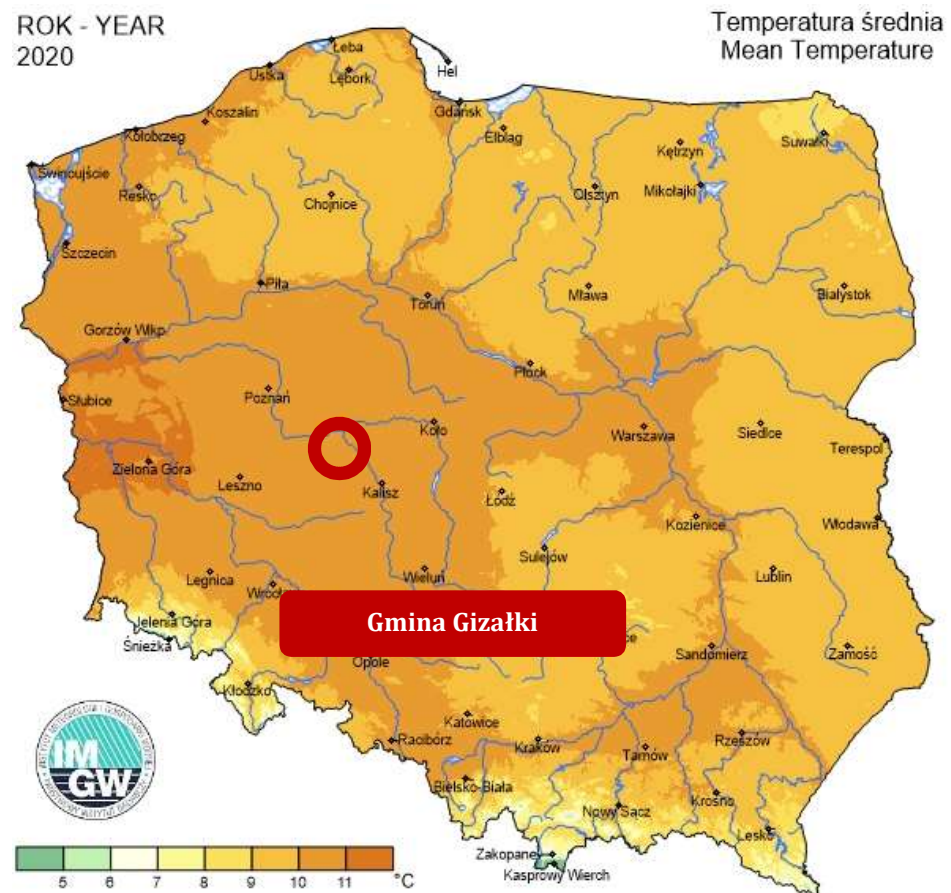 ROK - YEAR
2020
Temperatura średnia
Mean Temperature
Łeba
Hel
Ustka
Lębork
Koszalin
Gdańsk
Kołobrzeg
Elbląg
Kętrzyn
Suwałki
Świnoujście
Resko
Chojnice
Olsztyn
Mikołajki
Szczecin
Piła
Toruń
Mława
Białystok
Gorzów Wlkp
Płock
Poznań
Słubice
Koło
Warszawa
Siedlce
Terespol
Zielona Góra
Leszno
Kalisz
Łódź
Kozienice
Włodawa
Sulejów
Legnica
Wieluń
Lublin
Jelenia Góra
Gmina Gizałki
Śnieżka
Sandomierz
Zamość
Opole
Kłodzko
Katowice
Racibórz
Kraków
Tarnów
Rzeszów
Bielsko-Biała
Nowy Sącz
Krosno
Lesko
Zakopane
Kasprowy Wierch
IM
GW
5 6 7 8 9 10 11 °C